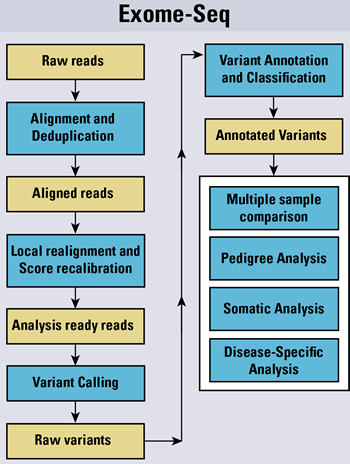 Exome-Seq
Raw reads
Alignment and
Deduplication
Aligned reads
Local realignment and
Score recalibration
Analysis ready reads
Variant Calling
Raw variants
Variant Annotation
and Classification
Annotated Variants
Multiple sample
comparison
Pedigree Analysis
Somatic Analysis
Disease-Specific
Analysis